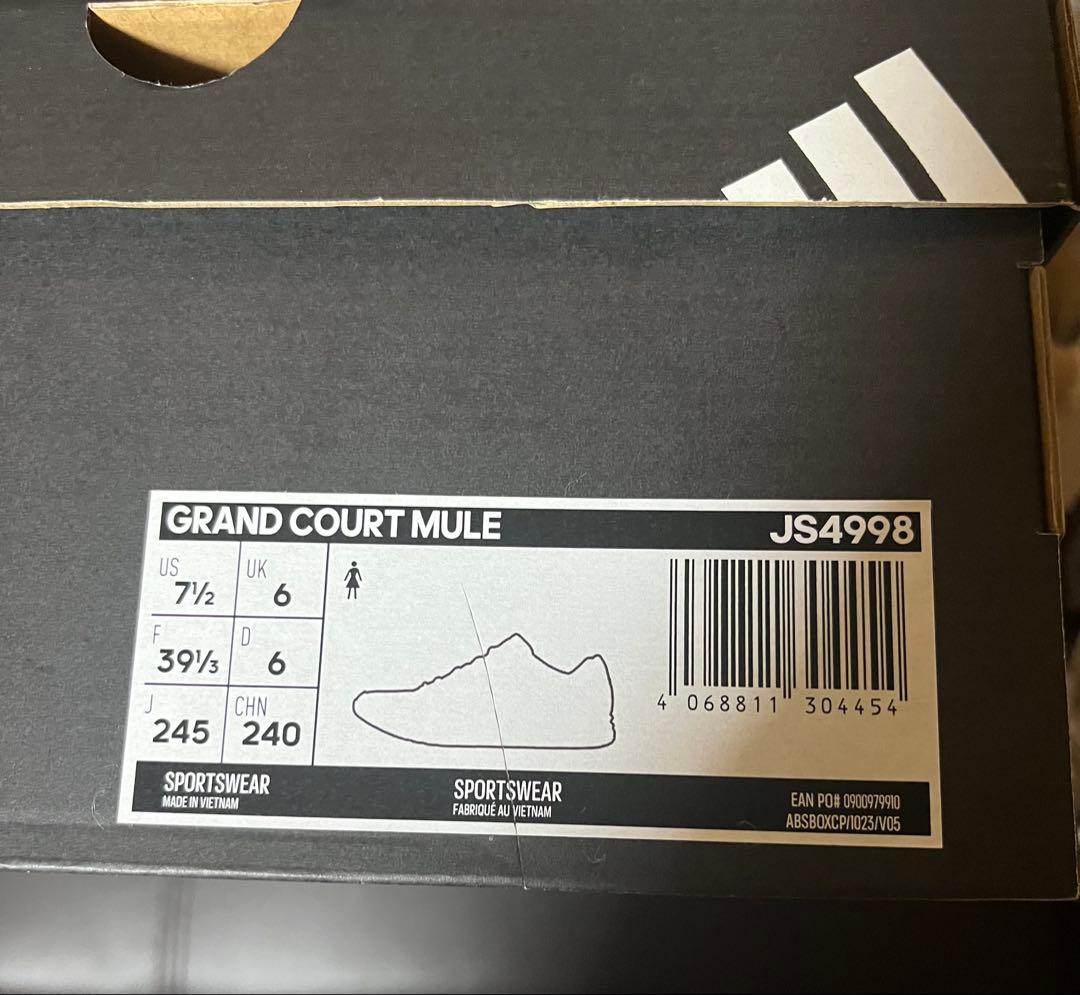 GRAND COURT MULE JS4998
US 7½ UK 6
F 39⅓ D 6
J 245 CHN 240
4 068811 304454
SPORTSWEAR
MADE IN VIETNAM
SPORTSWEAR
FABRIQUÉ AU VIETNAM
EAN PO# 0900979910
ABSBOXCP/1023/V05